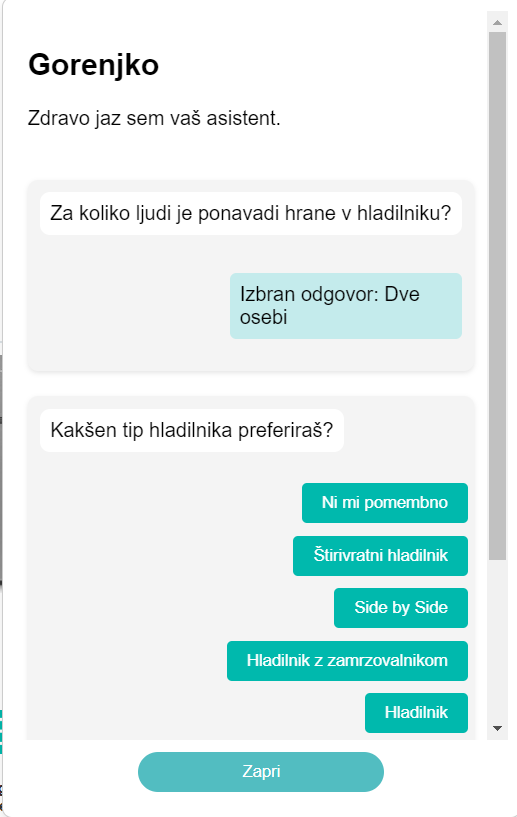 Gorenjko
Zdravo jaz sem vaš asistent.
Za koliko ljudi je ponavadi hrane v hladilniku?
Izbran odgovor: Dve
osebi
Kakšen tip hladilnika preferiraš?
Ni mi pomembno
Štirivratni hladilnik
Side by Side
Hladilnik z zamrzovalnikom
Hladilnik
Zapri